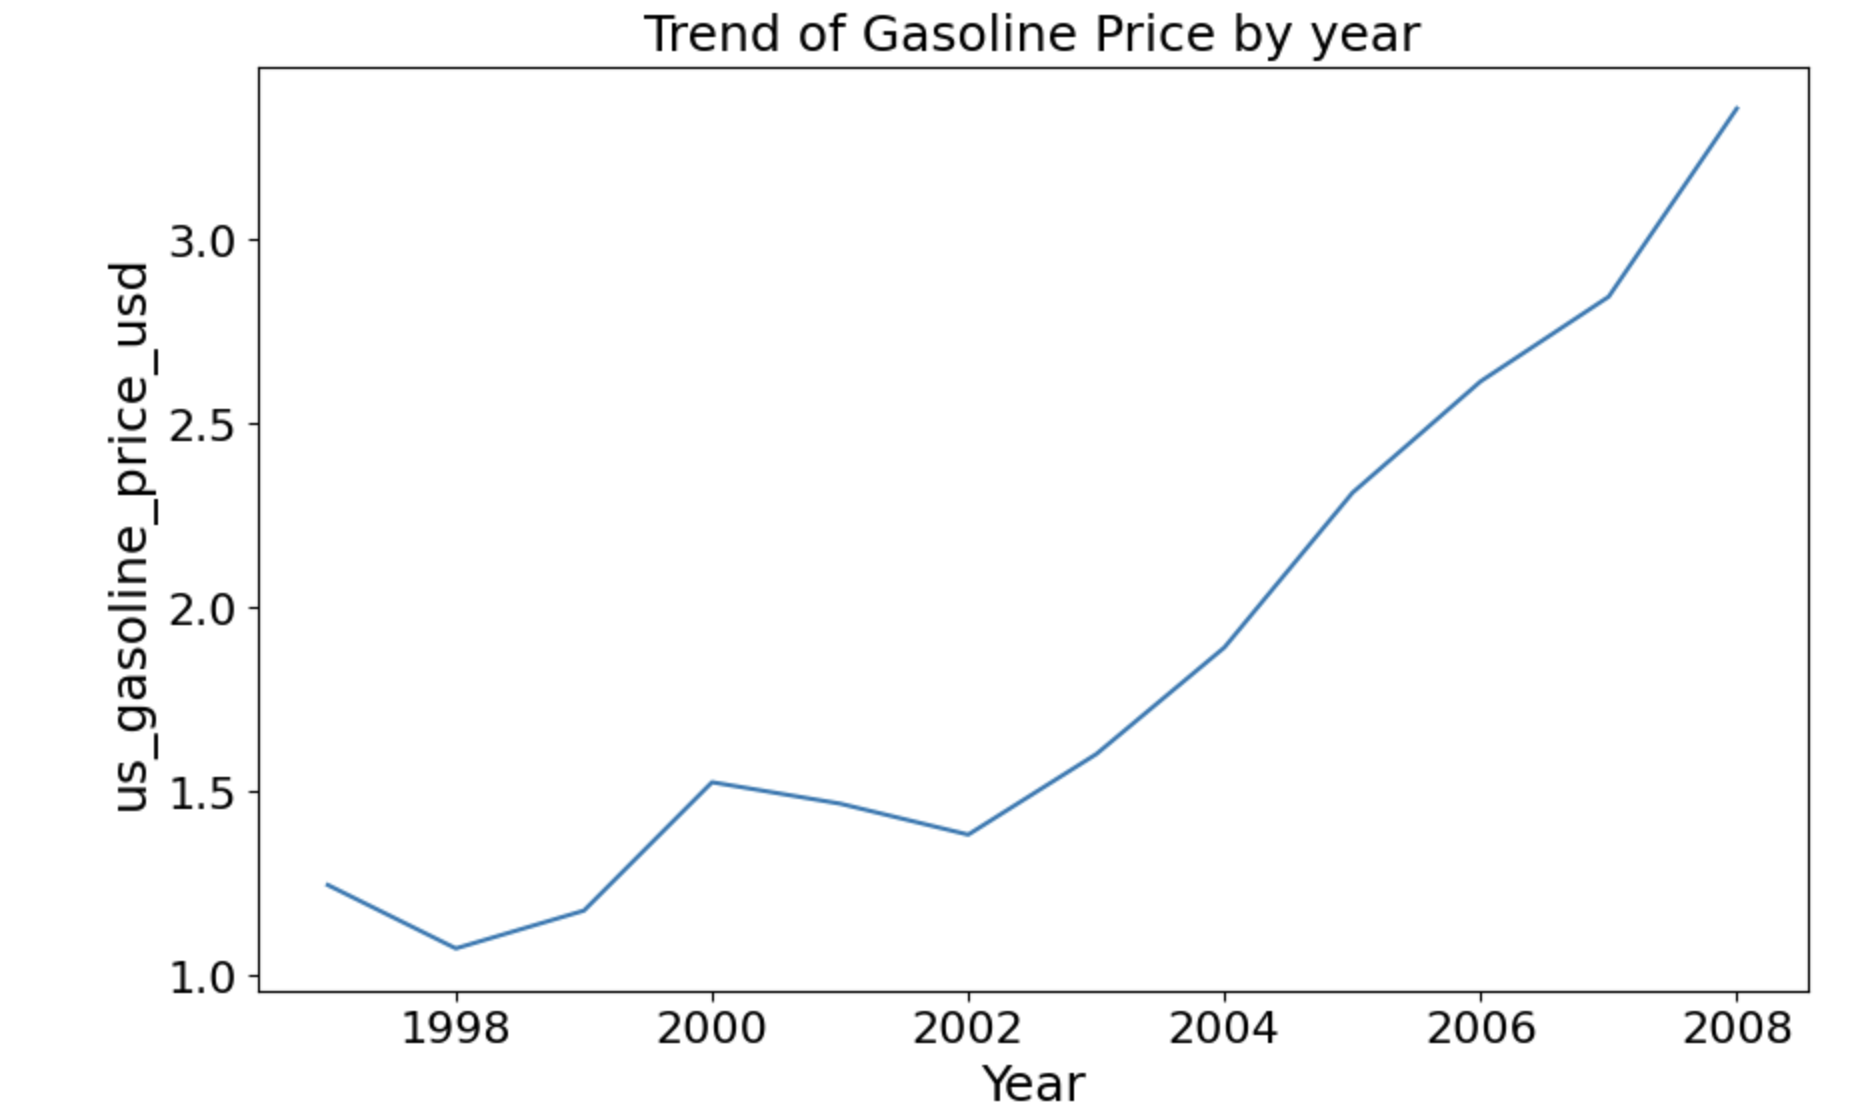 Trend of Gasoline Price by year
us_gasoline_price_usd
3.0
2.5
2.0
1.5
1.0
1998 2000 2002 2004 2006 2008
Year